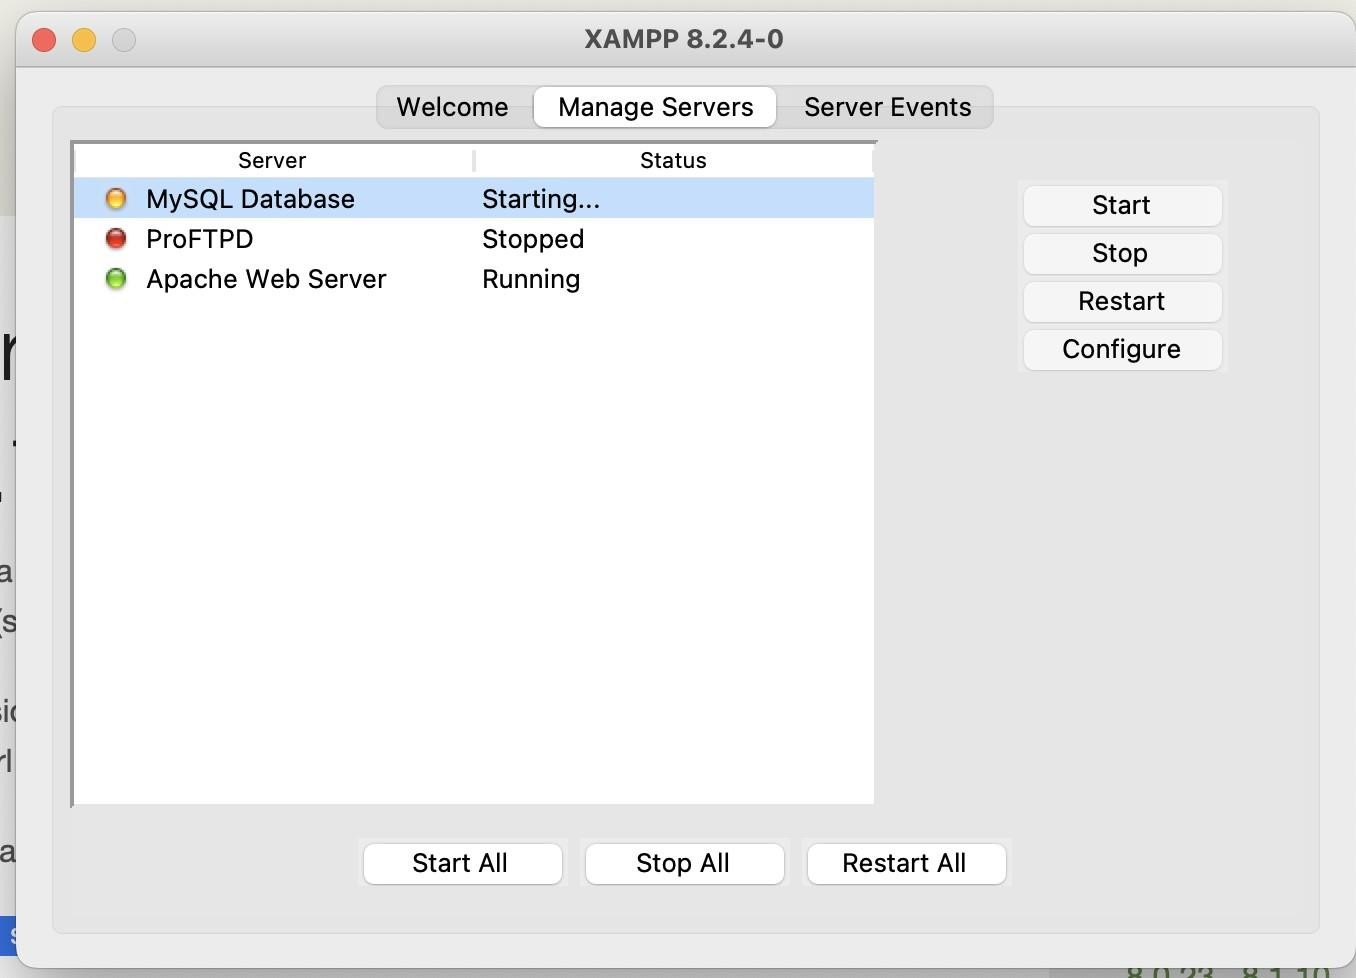 XAMPP 8.2.4-0
Welcome Manage Servers Server Events
Server Status
MySQL Database Starting...
ProFTPD Stopped
Apache Web Server Running
Start
Stop
Restart
Configure
Start All Stop All Restart All